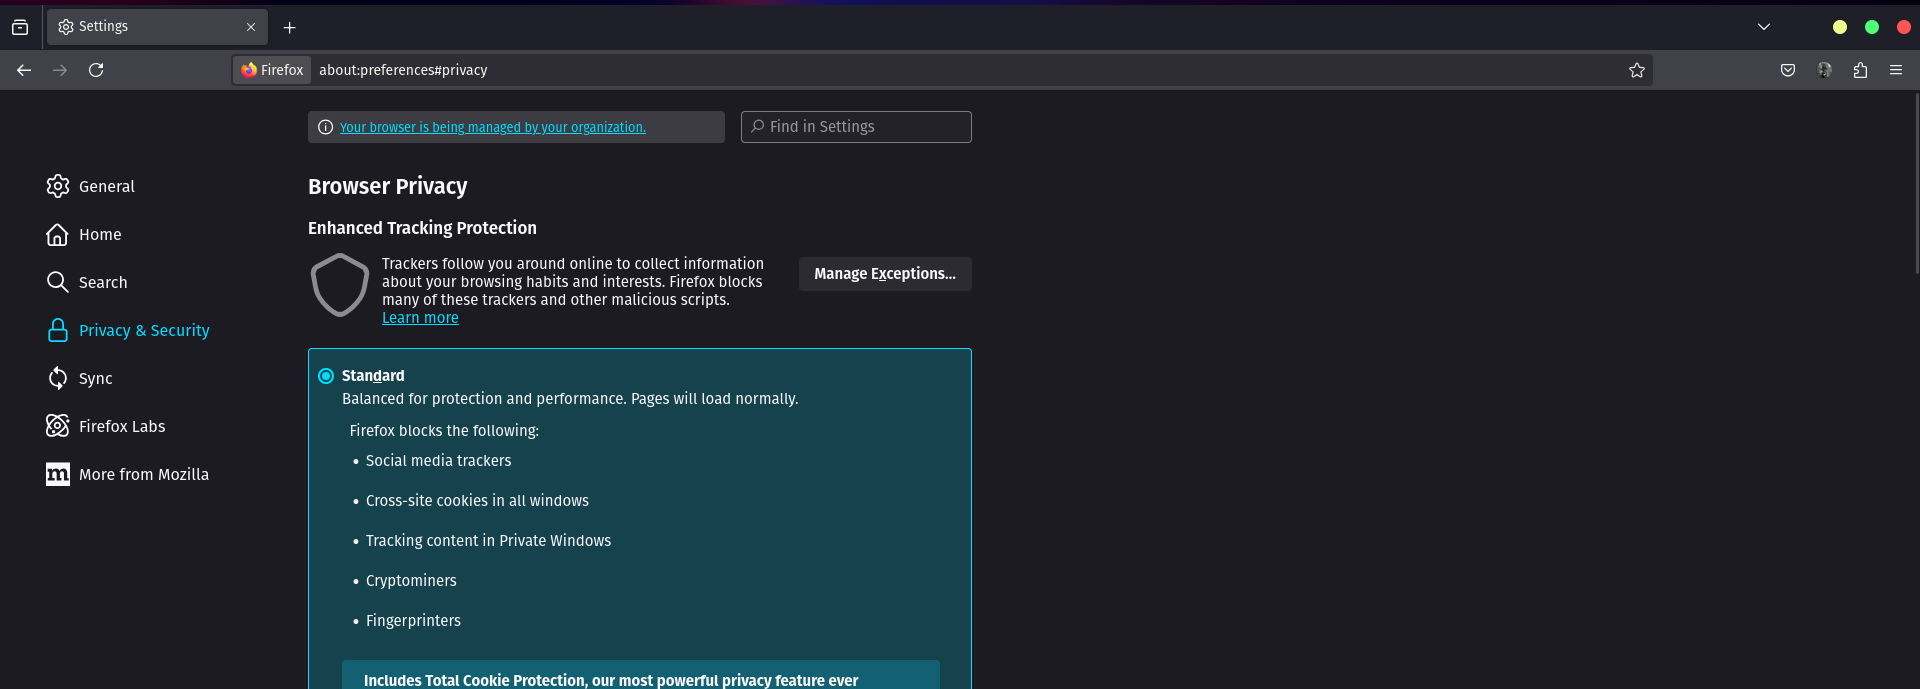 Settings
Firefox about:preferences#privacy
Your browser is being managed by your organization.
Find in Settings
General
Home
Search
Privacy & Security
Sync
Firefox Labs
m More from Mozilla
Browser Privacy
Enhanced Tracking Protection
Trackers follow you around online to collect information
about your browsing habits and interests. Firefox blocks
many of these trackers and other malicious scripts.
Learn more
Manage Exceptions...
Standard
Balanced for protection and performance. Pages will load normally.
Firefox blocks the following:
• Social media trackers
• Cross-site cookies in all windows
• Tracking content in Private Windows
• Cryptominers
• Fingerprinters
Includes Total Cookie Protection, our most powerful privacy feature ever